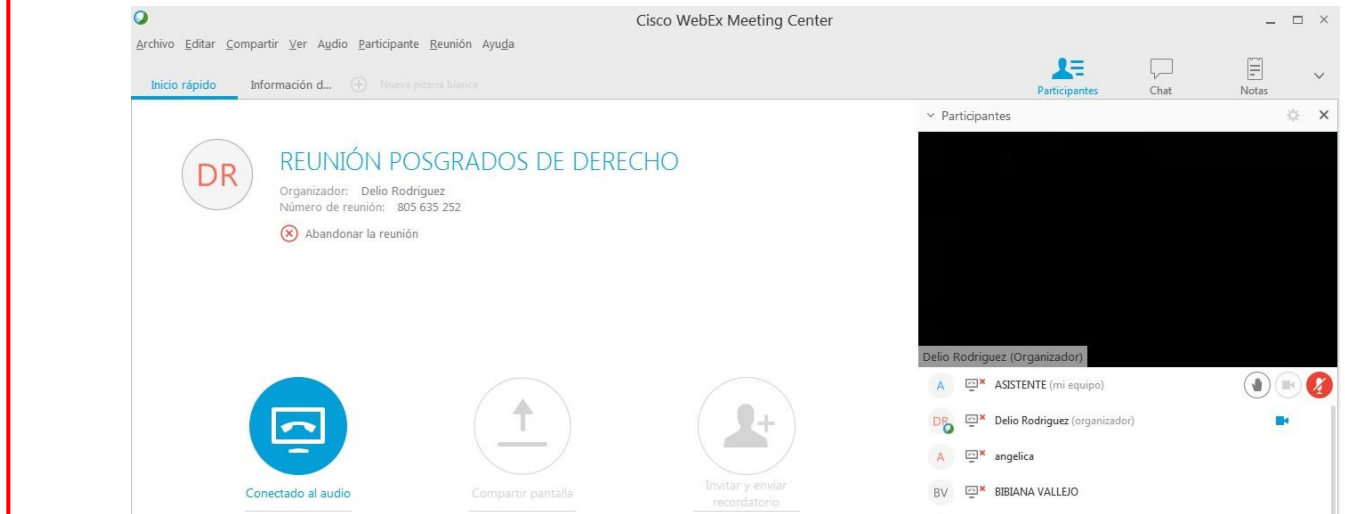 Cisco WebEx Meeting Center
Archivo Editar Compartir Ver Audio Participante Reunión Ayuda
Inicio rápido Información d... Nueva pizarra blanca
Participantes Chat Notas
Participantes
DR
REUNIÓN POSGRADOS DE DERECHO
Organizador: Delio Rodriguez
Número de reunión: 805 635 252
Abandonar la reunión
Delio Rodriguez (Organizador)
A ASISTENTE (mi equipo)
DR Delio Rodriguez (organizador)
A angelica
BV BIBIANA VALLEJO
Conectado al audio
Compartir pantalla
Invitar y enviar
recordatorio